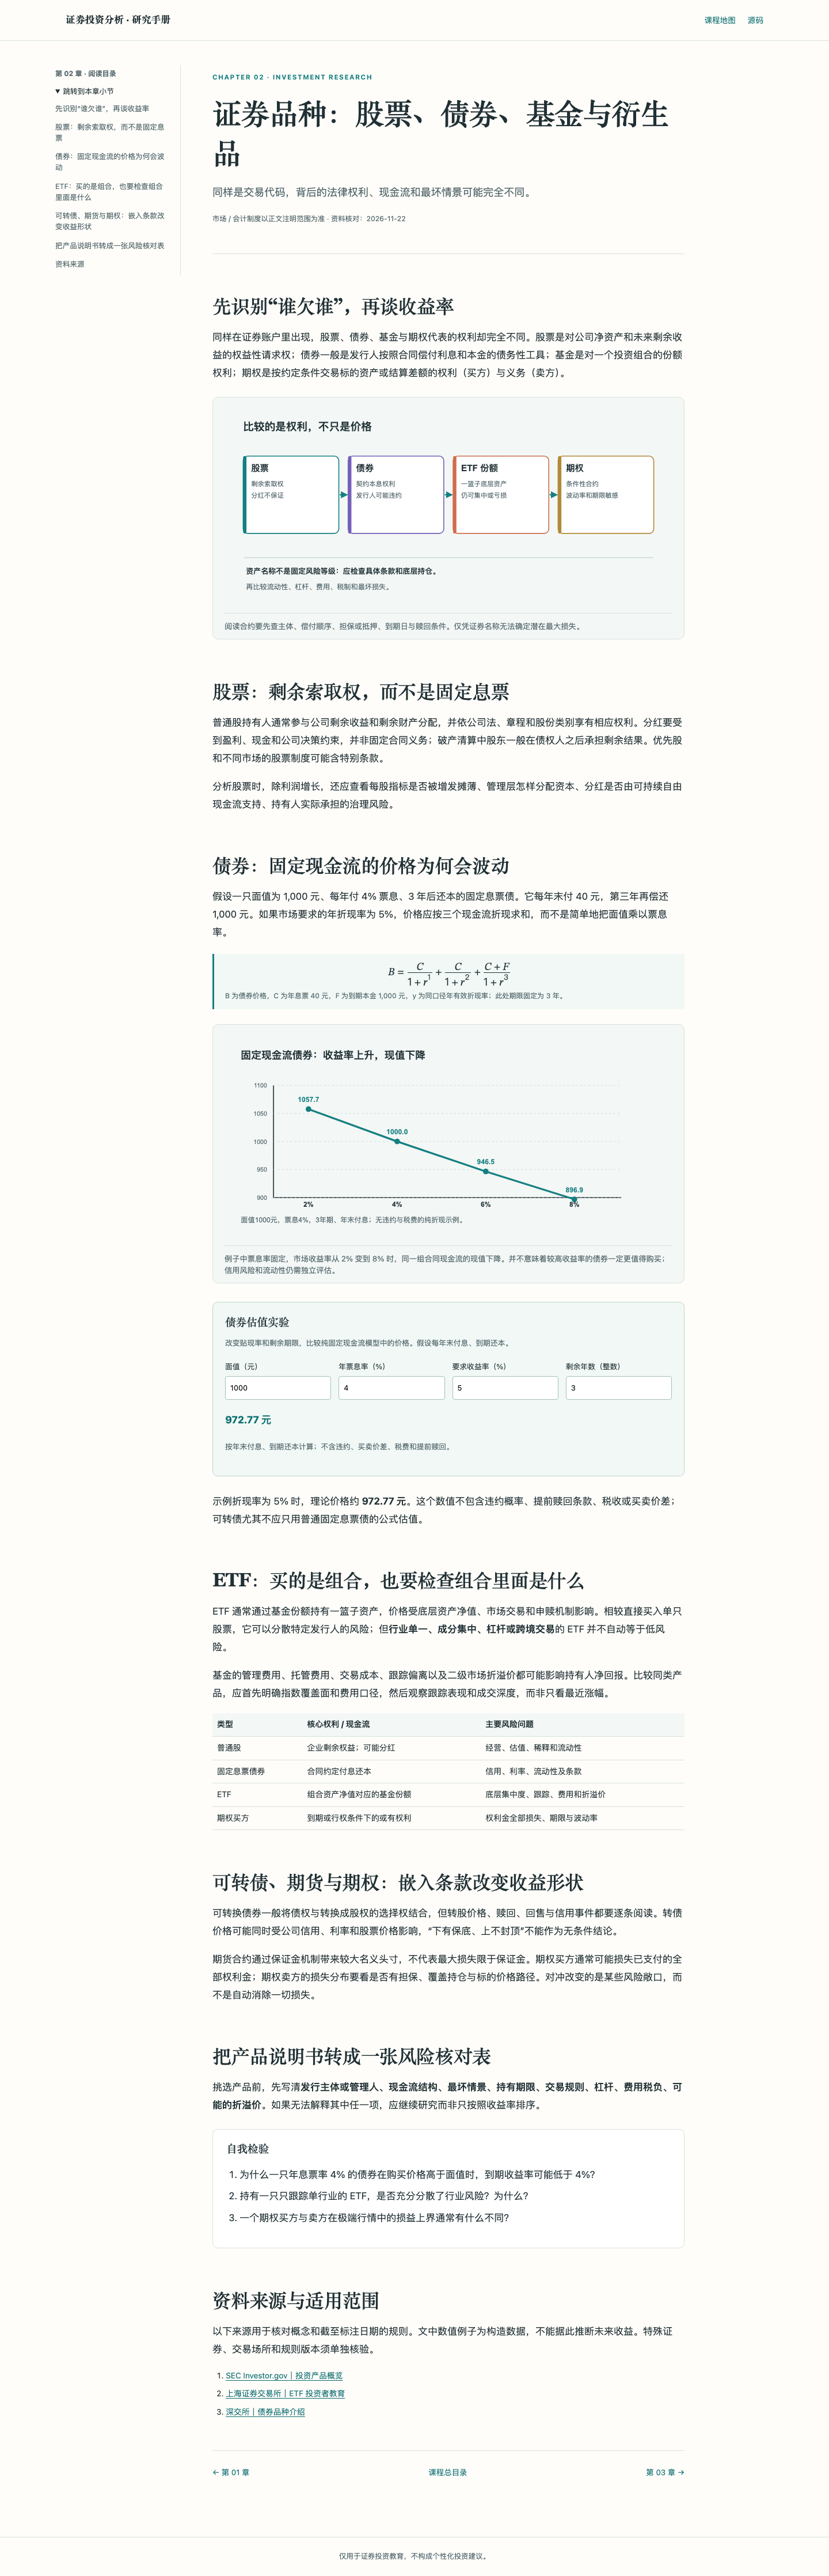 证券投资分析 · 研究手册
课程地图 源码
第 02 章 · 阅读目录
▼ 跳转到本章小节
先识别“谁欠谁”，再谈收益率
股票：剩余索取权，而不是固定息
票
债券：固定现金流的价格为何会波
动
ETF：买的是组合，也要检查组合
里面是什么
可转债、期货与期权：嵌入条款改
变收益形状
把产品说明书转成一张风险核对表
资料来源
CHAPTER 02 · INVESTMENT RESEARCH
证券品种：股票、债券、基金与衍生
品
同样是交易代码，背后的法律权利、现金流和最坏情景可能完全不同。
市场 / 会计制度以正文注明范围为准 · 资料核对：2026-11-22
先识别“谁欠谁”，再谈收益率
同样在证券账户里出现，股票、债券、基金与期权代表的权利却完全不同。股票是对公司净资产和未来剩余收
益的权益性请求权；债券一般是发行人按照合同偿付利息和本金的债务性工具；基金是对一个投资组合的份额
权利；期权是按约定条件交易标的资产或结算差额的权利（买方）与义务（卖方）。
比较的是权利，不只是价格
股票
剩余索取权
分红不保证
债券
契约本息权利
发行人可能违约
ETF 份额
一篮子底层资产
仍可集中或亏损
期权
条件性合约
波动率和期限敏感
资产名称不是固定风险等级：应检查具体条款和底层持仓。
再比较流动性、杠杆、费用、税制和最坏损失。
阅读合约要先查主体、偿付顺序、担保或抵押、到期日与赎回条件。仅凭证券名称无法确定潜在最大损失。
股票：剩余索取权，而不是固定息票
普通股持有人通常参与公司剩余收益和剩余财产分配，并依公司法、章程和股份类别享有相应权利。分红要受
到盈利、现金和公司决策约束，并非固定合同义务；破产清算中股东一般在债权人之后承担剩余结果。优先股
和不同市场的股票制度可能含特别条款。
分析股票时，除利润增长，还应查看每股指标是否被增发摊薄、管理层怎样分配资本、分红是否由可持续自由
现金流支持、持有人实际承担的治理风险。
债券：固定现金流的价格为何会波动
假设一只面值为 1,000 元、每年付 4% 票息、3 年后还本的固定息票债。它每年末付 40 元，第三年再偿还
1,000 元。如果市场要求的年折现率为 5%，价格应按三个现金流折现求和，而不是简单地把面值乘以票息
率。
B = C/1 + r^1 + C/1 + r^2 + C + F/1 + r^3
B 为债券价格，C 为年息票 40 元，F 为到期本金 1,000 元，y 为同口径年有效折现率；此处期限固定为 3 年。
固定现金流债券：收益率上升，现值下降
1100
1050
1000
950
900
1057.7
1000.0
946.5
896.9
2% 4% 6% 8%
面值1000元，票息4%，3年期、年末付息；无违约与税费的纯折现示例。
例子中票息率固定，市场收益率从 2% 变到 8% 时，同一组合同现金流的现值下降。并不意味着较高收益率的债券一定更值得购买；
信用风险和流动性仍需独立评估。
债券估值实验
改变贴现率和剩余期限，比较纯固定现金流模型中的价格。假设每年末付息、到期还本。
面值（元） 年票息率（%） 要求收益率（%） 剩余年数（整数）
1000 4 5 3
972.77 元
按年末付息、到期还本计算；不含违约、买卖价差、税费和提前赎回。
示例折现率为 5% 时，理论价格约 972.77 元。这个数值不包含违约概率、提前赎回条款、税收或买卖价差；
可转债尤其不应只用普通固定息票债的公式估值。
ETF：买的是组合，也要检查组合里面是什么
ETF 通常通过基金份额持有一篮子资产，价格受底层资产净值、市场交易和申赎机制影响。相较直接买入单只
股票，它可以分散特定发行人的风险；但行业单一、成分集中、杠杆或跨境交易的 ETF 并不自动等于低风
险。
基金的管理费用、托管费用、交易成本、跟踪偏离以及二级市场折溢价都可能影响持有人净回报。比较同类产
品，应首先明确指数覆盖面和费用口径，然后观察跟踪表现和成交深度，而非只看最近涨幅。
类型 核心权利 / 现金流 主要风险问题
普通股 企业剩余权益；可能分红 经营、估值、稀释和流动性
固定息票债券 合同约定付息还本 信用、利率、流动性及条款
ETF 组合资产净值对应的基金份额 底层集中度、跟踪、费用和折溢价
期权买方 到期或行权条件下的或有权利 权利金全部损失、期限与波动率
可转债、期货与期权：嵌入条款改变收益形状
可转换债券一般将债权与转换成股权的选择权结合，但转股价格、赎回、回售与信用事件都要逐条阅读。转债
价格可能同时受公司信用、利率和股票价格影响，“下有保底、上不封顶”不能作为无条件结论。
期货合约通过保证金机制带来较大名义头寸，不代表最大损失限于保证金。期权买方通常可能损失已支付的全
部权利金；期权卖方的损失分布要看是否有担保、覆盖持仓与标的价格路径。对冲改变的是某些风险敞口，而
不是自动消除一切损失。
把产品说明书转成一张风险核对表
挑选产品前，先写清发行主体或管理人、现金流结构、最坏情景、持有期限、交易规则、杠杆、费用税负、可
能的折溢价。如果无法解释其中任一项，应继续研究而非只按照收益率排序。
自我检验
1. 为什么一只年息票率 4% 的债券在购买价格高于面值时，到期收益率可能低于 4%?
2. 持有一只只跟踪单行业的 ETF，是否充分分散了行业风险？为什么?
3. 一个期权买方与卖方在极端行情中的损益上界通常有什么不同?
资料来源与适用范围
以下来源用于核对概念和截至标注日期的规则。文中数值例子为构造数据，不能据此推断未来收益。特殊证
券、交易场所和规则版本须单独核验。
1. SEC Investor.gov｜投资产品概览
2. 上海证券交易所｜ETF 投资者教育
3. 深交所｜债券品种介绍
← 第 01 章 课程总目录 第 03 章 →
仅用于证券投资教育，不构成个性化投资建议。